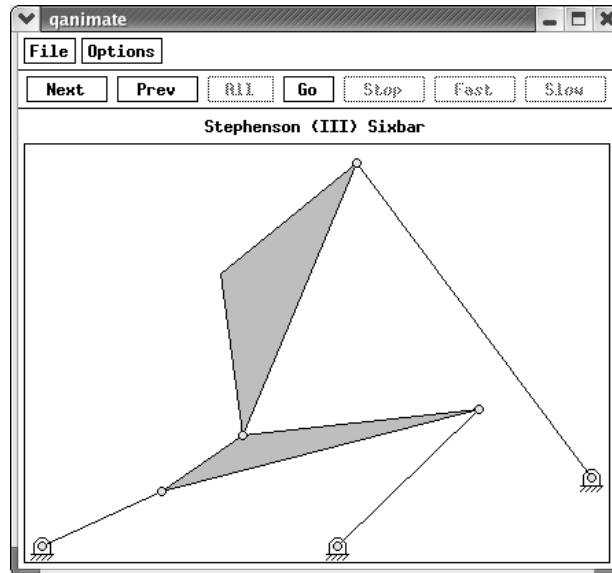 qanimate
File Options
Next Prev All Go Stop Fast Slow
Stephenson (III) Sixbar